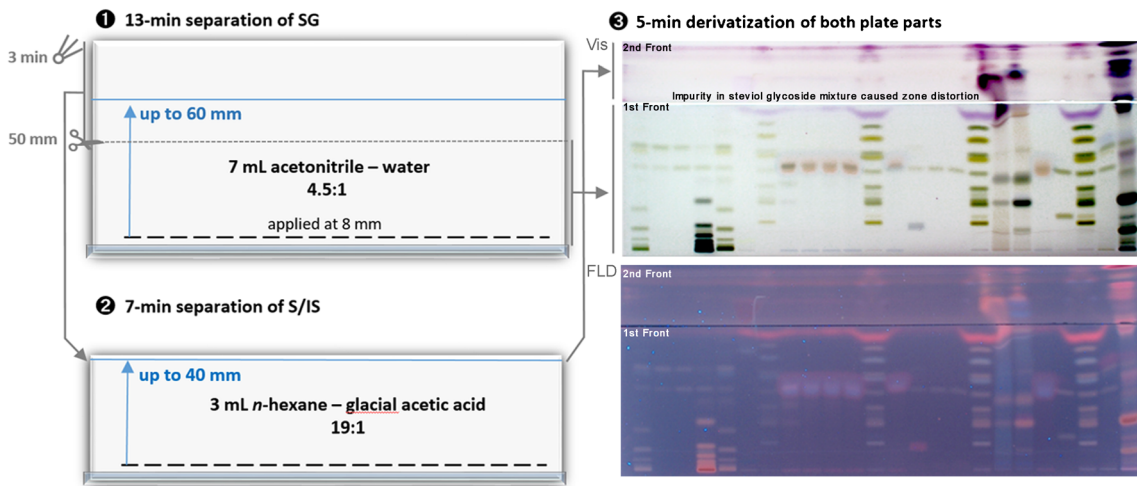 ❶ 13-min separation of SG
3 min
up to 60 mm
50 mm
7 mL acetonitrile – water
4.5:1
applied at 8 mm
❷ 7-min separation of S/IS
up to 40 mm
3 mL n-hexane – glacial acetic acid
19:1
❸ 5-min derivatization of both plate parts
Vis
2nd Front
Impurity in steviol glycoside mixture caused zone distortion
1st Front
FLD
2nd Front
1st Front